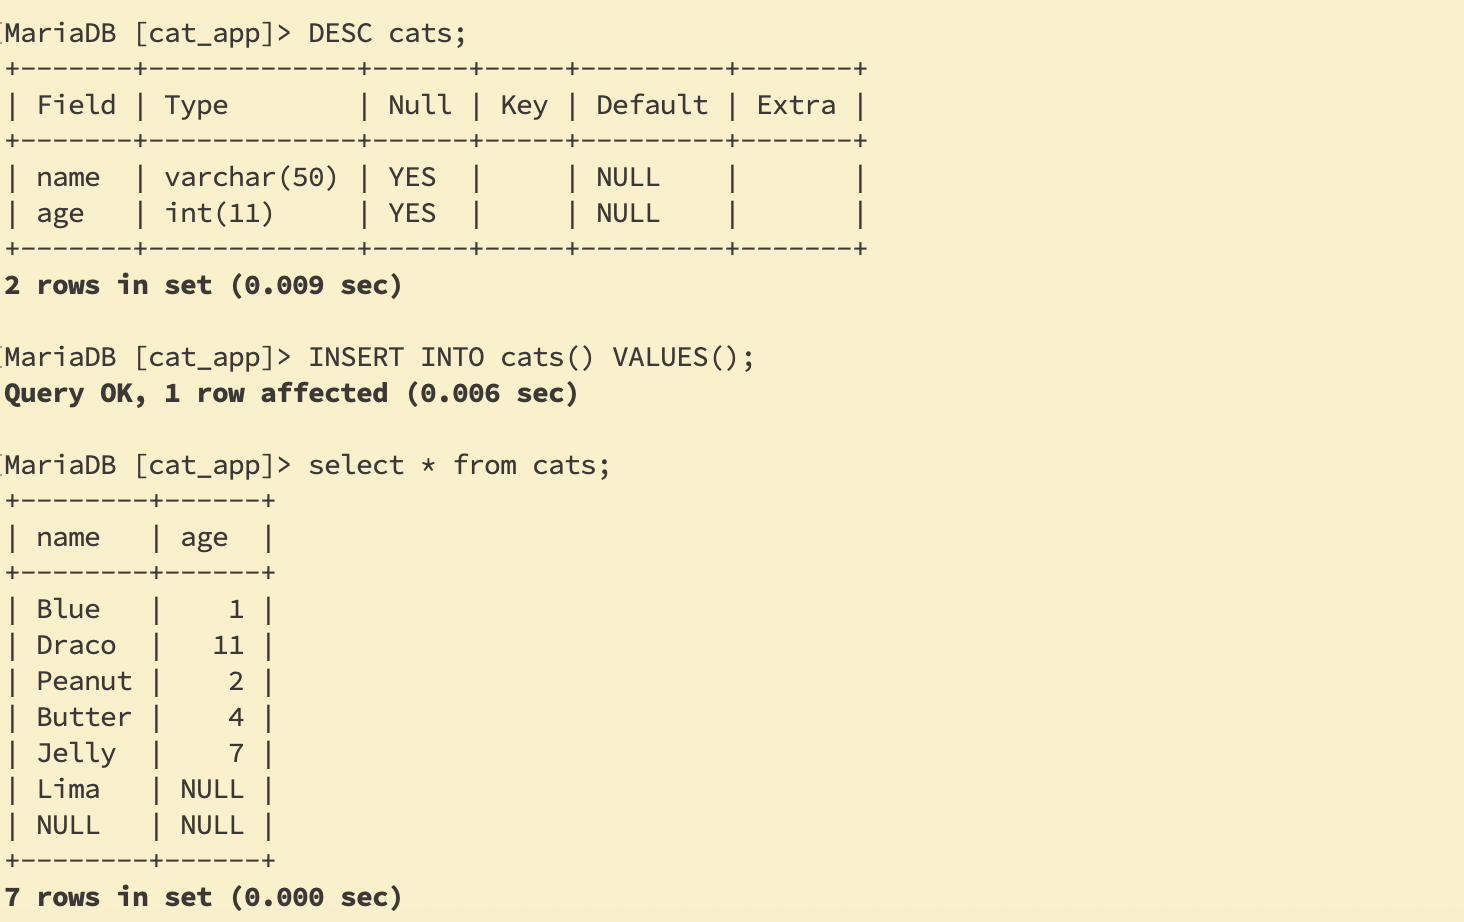 MariaDB [cat_app]> DESC cats;
+-------+-------------+------+-----+---------+-------+
| Field | Type        | Null | Key | Default | Extra |
+-------+-------------+------+-----+---------+-------+
| name  | varchar(50) | YES  |     | NULL    |       |
| age   | int(11)     | YES  |     | NULL    |       |
+-------+-------------+------+-----+---------+-------+
2 rows in set (0.009 sec)
MariaDB [cat_app]> INSERT INTO cats() VALUES();
Query OK, 1 row affected (0.006 sec)
MariaDB [cat_app]> select * from cats;
+--------+------+
| name   | age  |
+--------+------+
| Blue   |    1 |
| Draco  |   11 |
| Peanut |    2 |
| Butter |    4 |
| Jelly  |    7 |
| Lima   | NULL |
| NULL   | NULL |
+--------+------+
7 rows in set (0.000 sec)